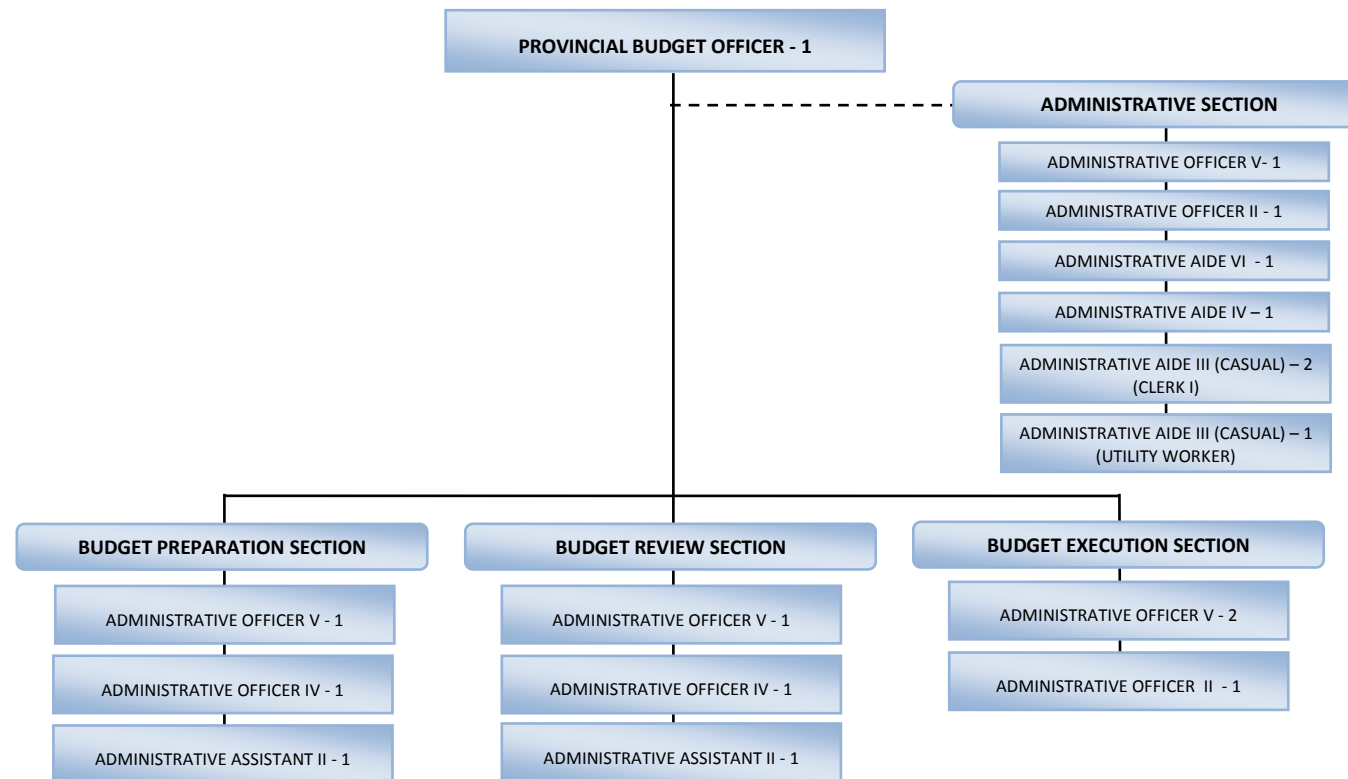 PROVINCIAL BUDGET OFFICER - 1
ADMINISTRATIVE SECTION
ADMINISTRATIVE OFFICER V- 1
ADMINISTRATIVE OFFICER II - 1
ADMINISTRATIVE AIDE VI  - 1
ADMINISTRATIVE AIDE IV – 1
ADMINISTRATIVE AIDE III (CASUAL) – 2
(CLERK I)
ADMINISTRATIVE AIDE III (CASUAL) – 1
(UTILITY WORKER)
BUDGET PREPARATION SECTION
ADMINISTRATIVE OFFICER V - 1
ADMINISTRATIVE OFFICER IV - 1
ADMINISTRATIVE ASSISTANT II - 1
BUDGET REVIEW SECTION
ADMINISTRATIVE OFFICER V - 1
ADMINISTRATIVE OFFICER IV - 1
ADMINISTRATIVE ASSISTANT II - 1
BUDGET EXECUTION SECTION
ADMINISTRATIVE OFFICER V - 2
ADMINISTRATIVE OFFICER  II  - 1